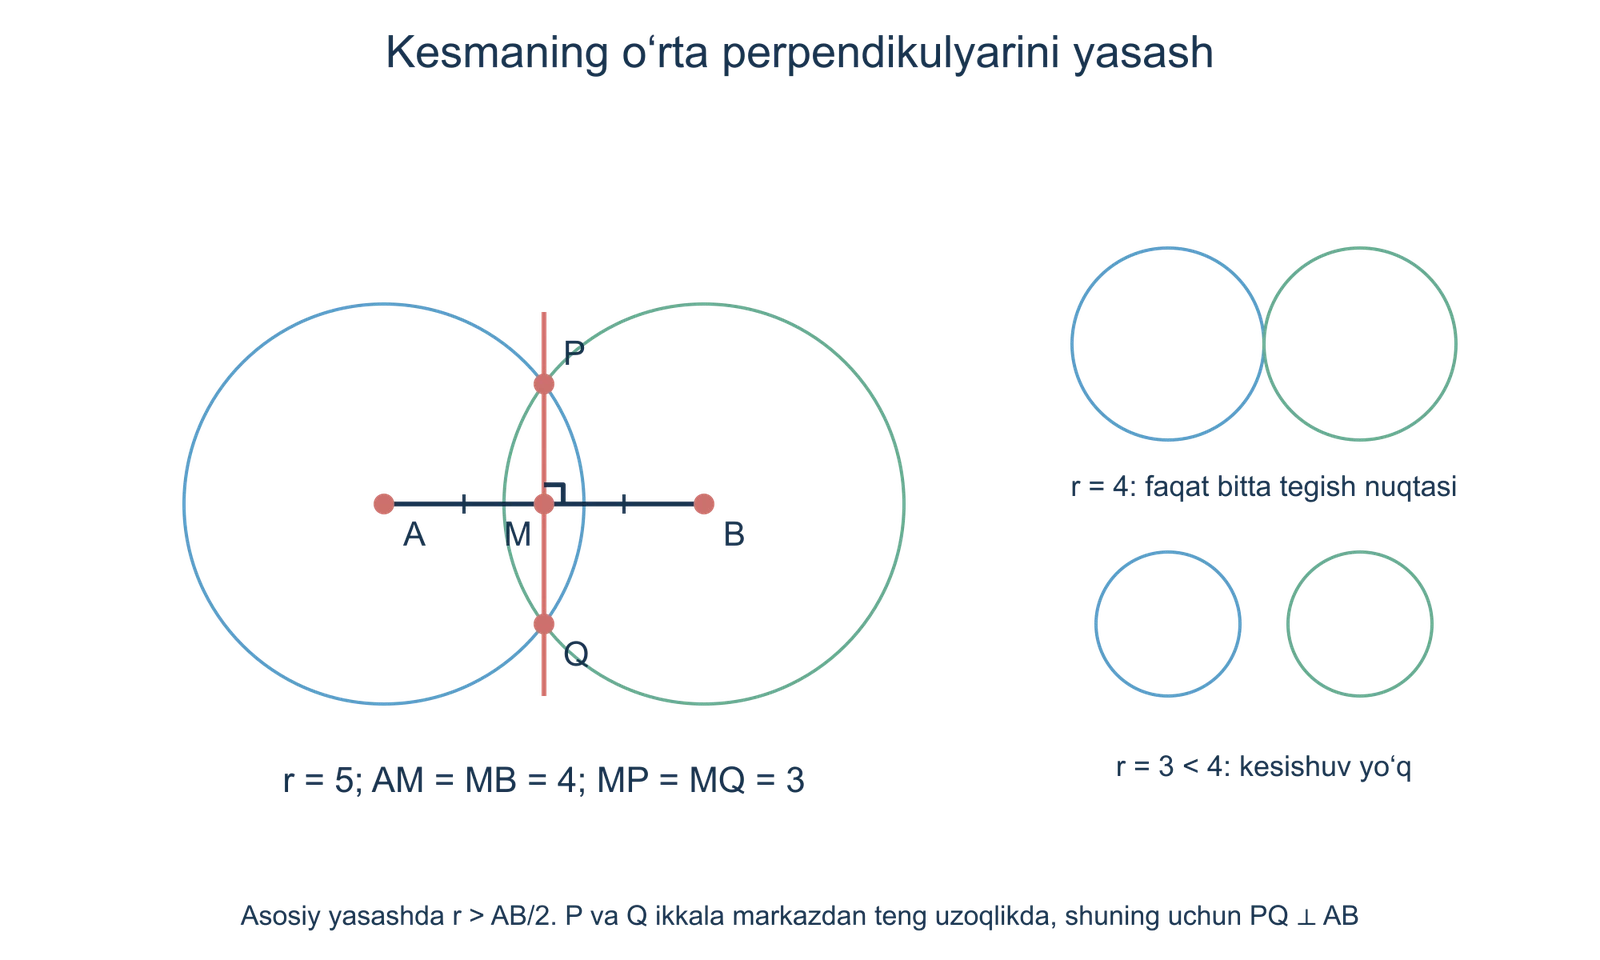 Kesmaning o‘rta perpendikulyarini yasash
P
A
M
B
Q
r = 5; AM = MB = 4; MP = MQ = 3
r = 4: faqat bitta tegish nuqtasi
r = 3 < 4: kesishuv yo‘q
Asosiy yasashda r > AB/2. P va Q ikkala markazdan teng uzoqlikda, shuning uchun PQ ⊥ AB